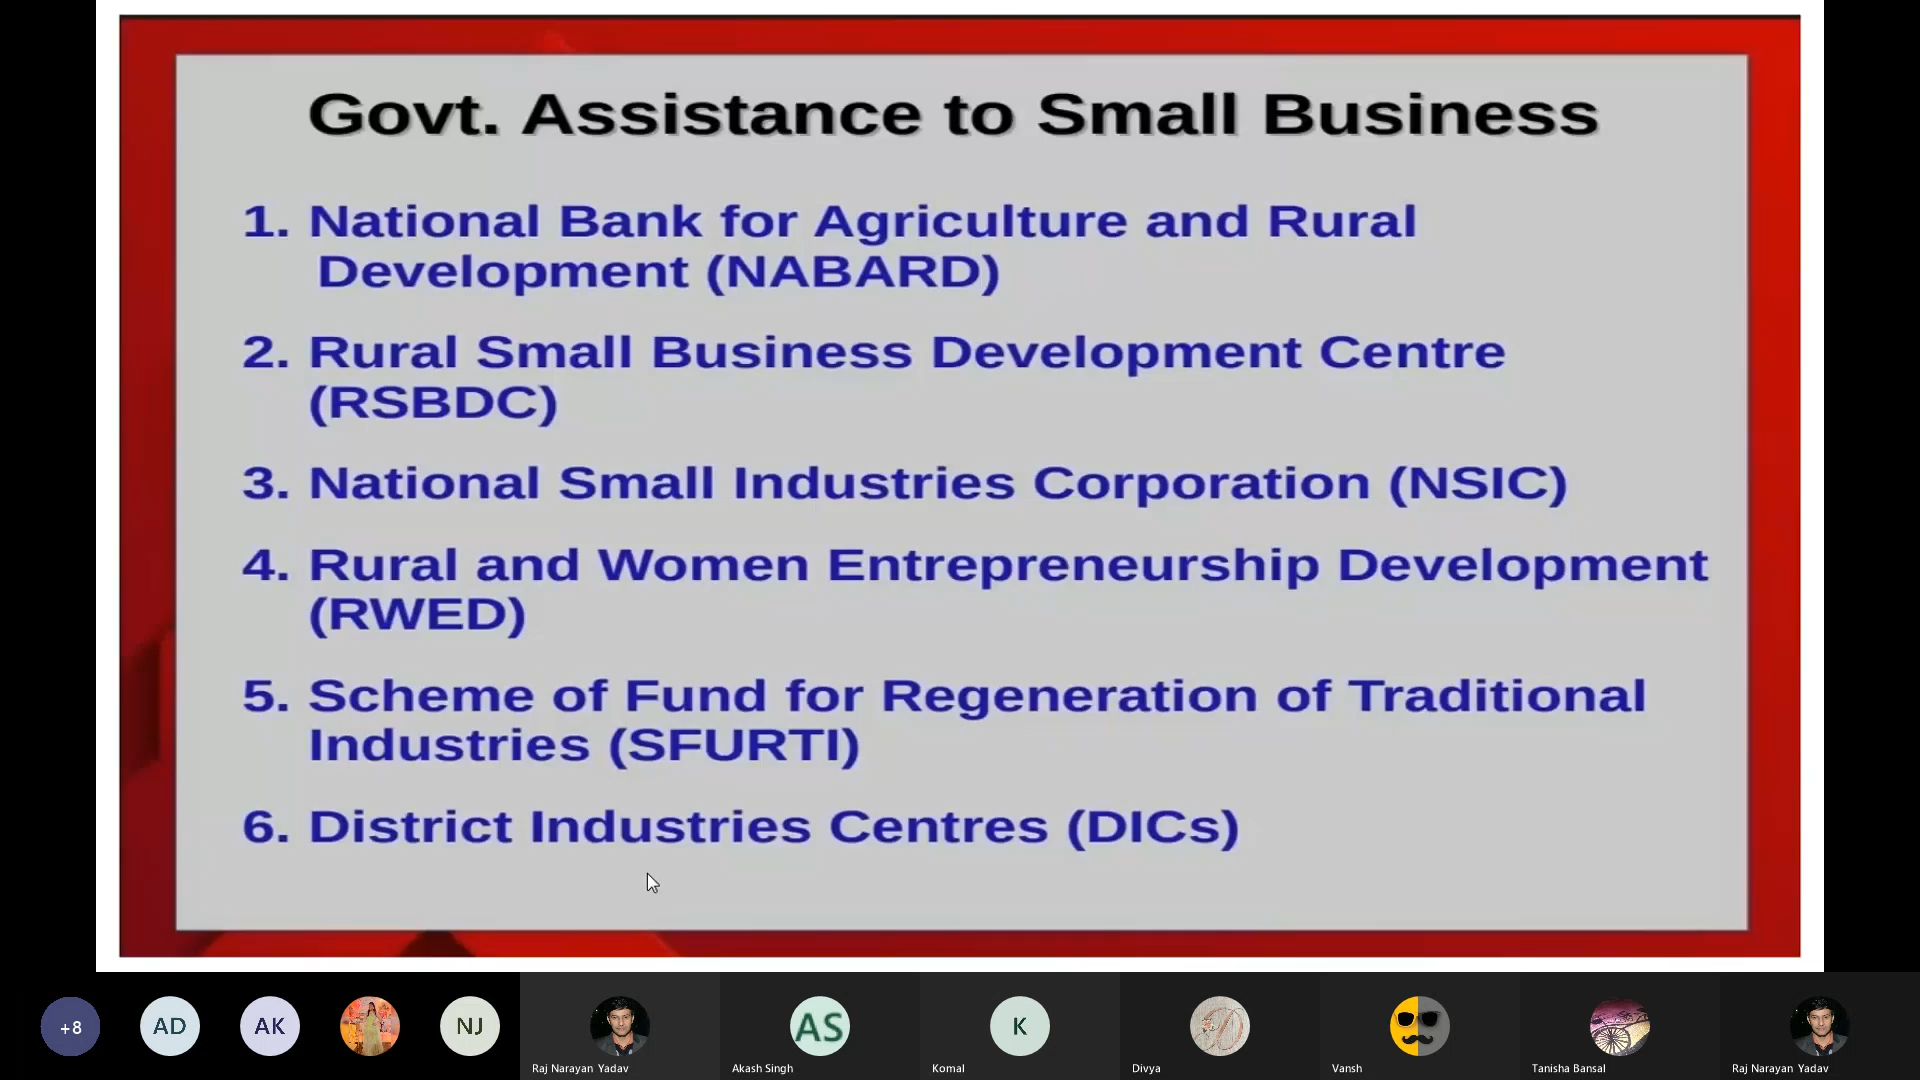 Govt. Assistance to Small Business
1. National Bank for Agriculture and Rural
Development (NABARD)
2. Rural Small Business Development Centre
(RSBDC)
3. National Small Industries Corporation (NSIC)
4. Rural and Women Entrepreneurship Development
(RWED)
5. Scheme of Fund for Regeneration of Traditional
Industries (SFURTI)
6. District Industries Centres (DICs)
+8
AD
AK
NJ
AS
K
D
Raj Narayan Yadav
Akash Singh
Komal
Divya
Vansh
Tanisha Bansal
Raj Narayan Yadav